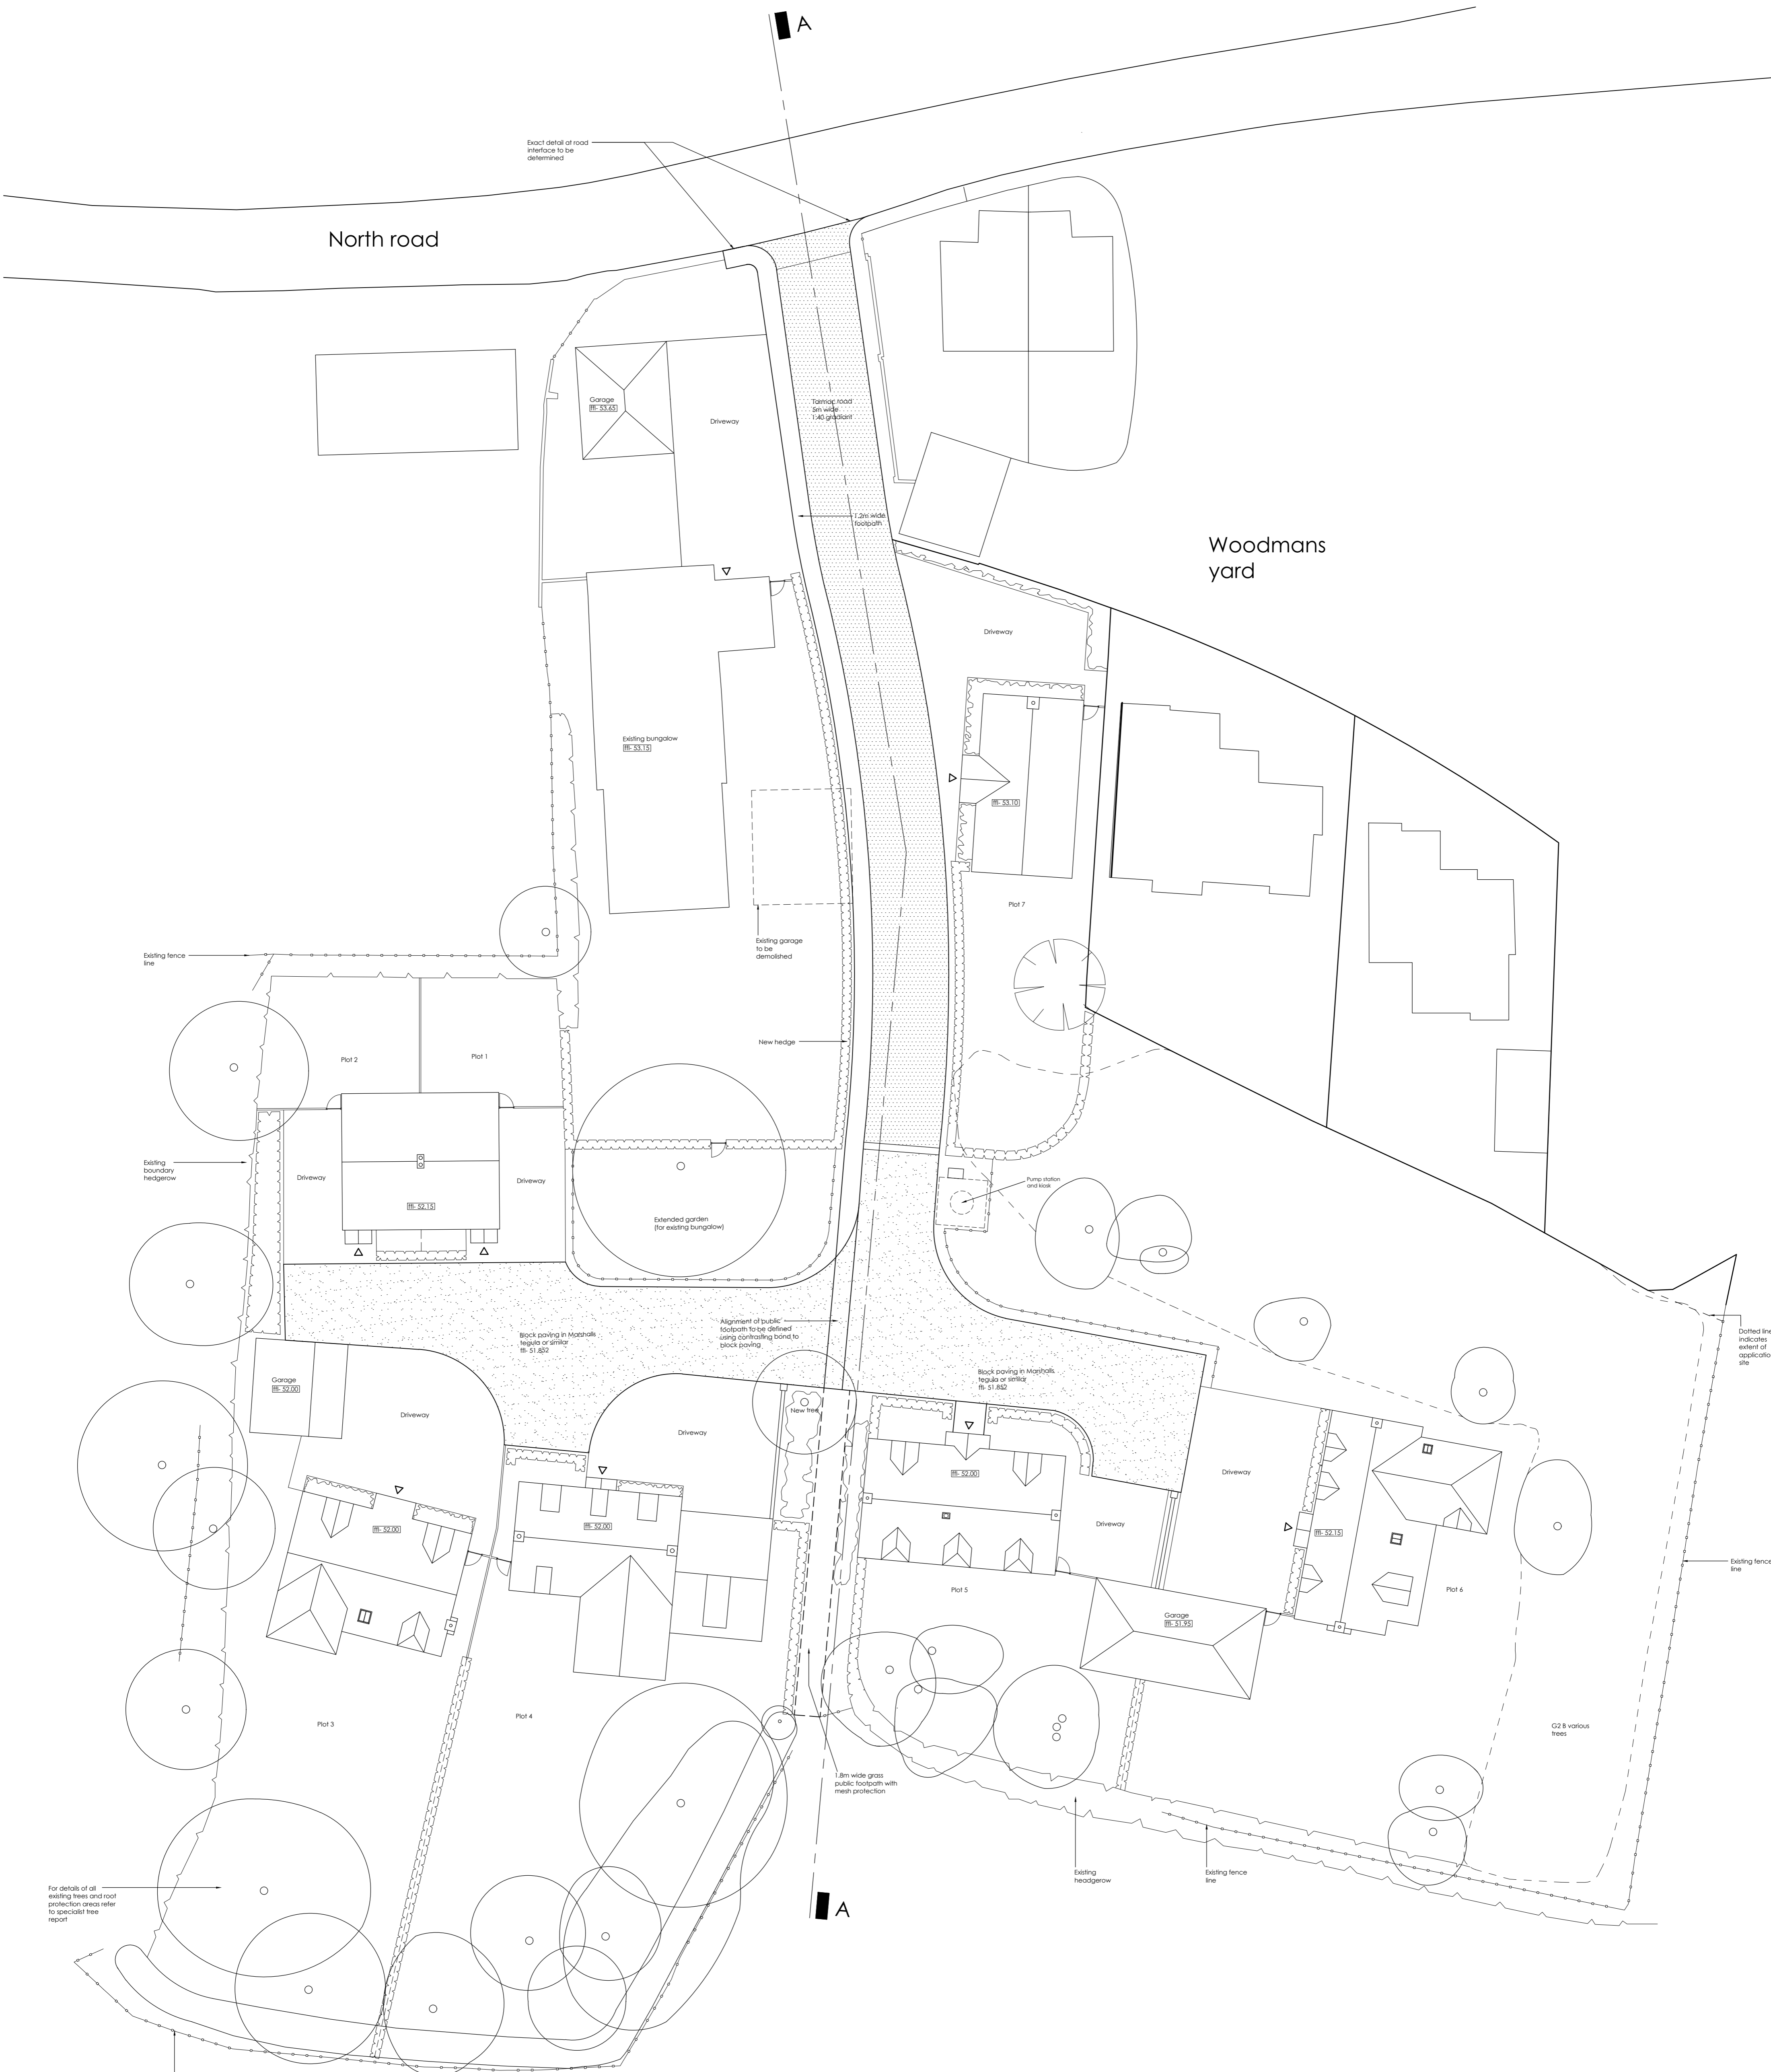 A
Exact detail at road
interface to be
determined
North road
Garage
ffl- 53.65
Driveway
Tarmac road
5m wide
1:40 gradiant
1.2m wide
footpath
Woodmans
yard
Driveway
Existing bungalow
ffl- 53.15
ffl- 53.10
Plot 7
Existing garage
to be
demolished
Existing fence
line
New hedge
Plot 2
Plot 1
Existing
boundary
hedgerow
Driveway
Driveway
ffl- 52.15
Pump station
and kiosk
Extended garden
(for existing bungalow)
Dotted line
indicates
extent of
application
site
Block paving in Marshalls
tegula or similar
ffl- 51.852
Alignment of public
footpath to be defined
using contrasting bond to
block paving
Block paving in Marshalls
tegula or similar
ffl- 51.852
Garage
ffl- 52.00
Driveway
New tree
Driveway
ffl- 52.00
Driveway
ffl- 52.00
ffl- 52.00
Driveway
ffl- 52.15
Existing fence
line
Plot 5
Plot 6
Garage
ffl- 51.95
Plot 3
Plot 4
G2 B various
trees
1.8m wide grass
public footpath with
mesh protection
Existing
headgerow
Existing fence
line
For details of all
existing trees and root
protection areas refer
to specialist tree
report
A